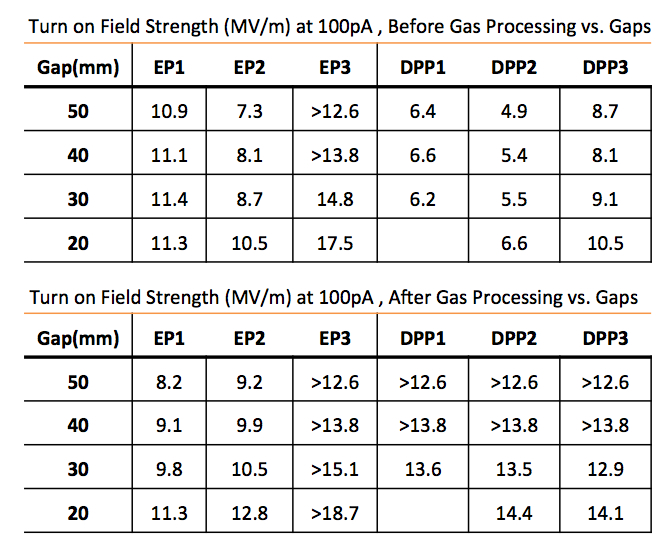 Turn on Field Strength (MV/m) at 100pA , Before Gas Processing vs. Gaps
Gap(mm) EP1 EP2 EP3 DPP1 DPP2 DPP3
50 10.9 7.3 >12.6 6.4 4.9 8.7
40 11.1 8.1 >13.8 6.6 5.4 8.1
30 11.4 8.7 14.8 6.2 5.5 9.1
20 11.3 10.5 17.5 6.6 10.5
Turn on Field Strength (MV/m) at 100pA , After Gas Processing vs. Gaps
Gap(mm) EP1 EP2 EP3 DPP1 DPP2 DPP3
50 8.2 9.2 >12.6 >12.6 >12.6 >12.6
40 9.1 9.9 >13.8 >13.8 >13.8 >13.8
30 9.8 10.5 >15.1 13.6 13.5 12.9
20 11.3 12.8 >18.7 14.4 14.1